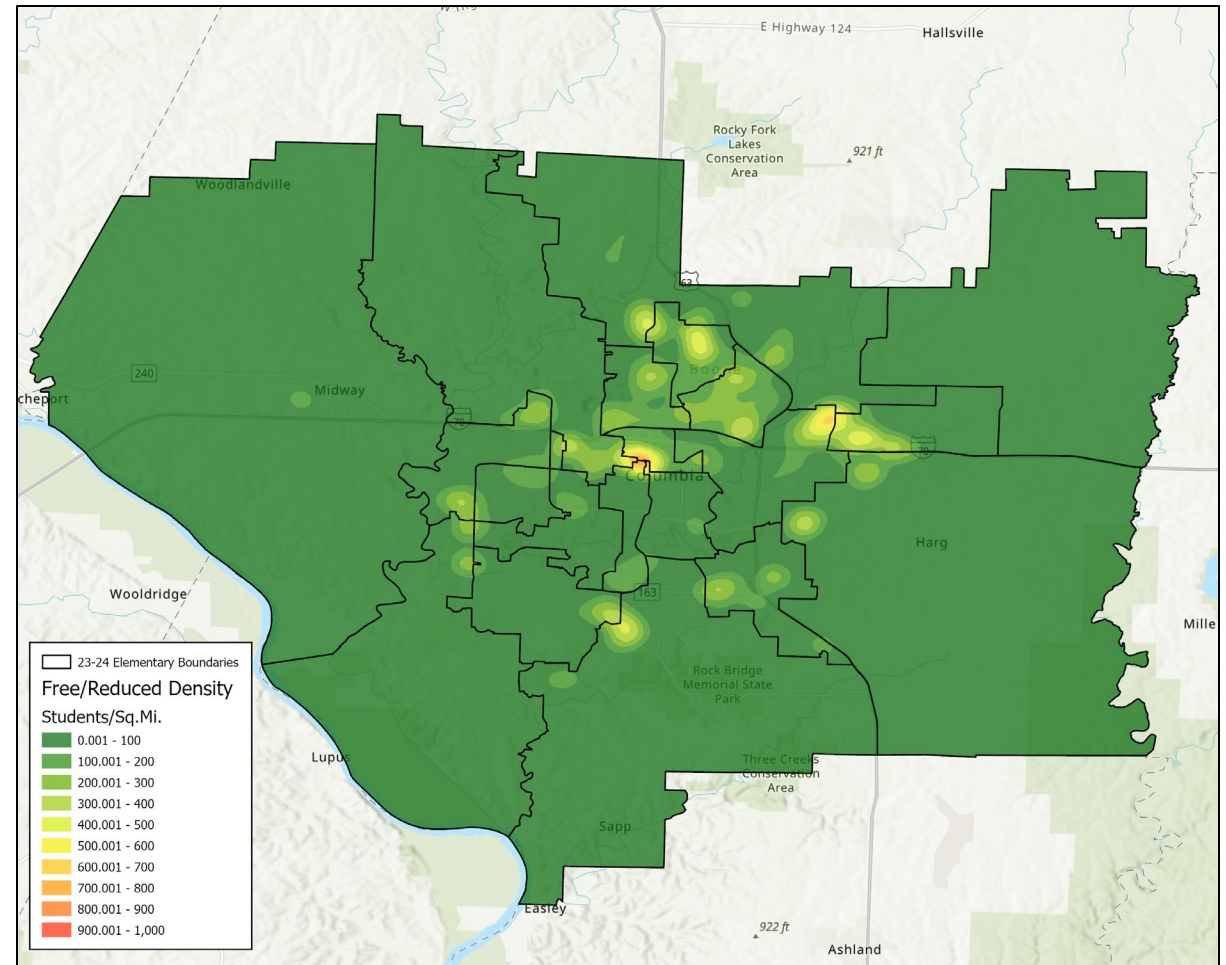 E Highway 124
Hallsville
Rocky Fork
Lakes
Conservation
Area
921 ft
Woodlandville
63
240
Midway
cheport
70
Boone
70
Columbia
Harg
Wooldridge
163
Mille
Rock Bridge
Memorial State
Park
Lupus
Three Creeks
Conservation
Area
Sapp
Easley
922 ft
Ashland
23-24 Elementary Boundaries
Free/Reduced Density
Students/Sq.Mi.
0.001 - 100
100.001 - 200
200.001 - 300
300.001 - 400
400.001 - 500
500.001 - 600
600.001 - 700
700.001 - 800
800.001 - 900
900.001 - 1,000